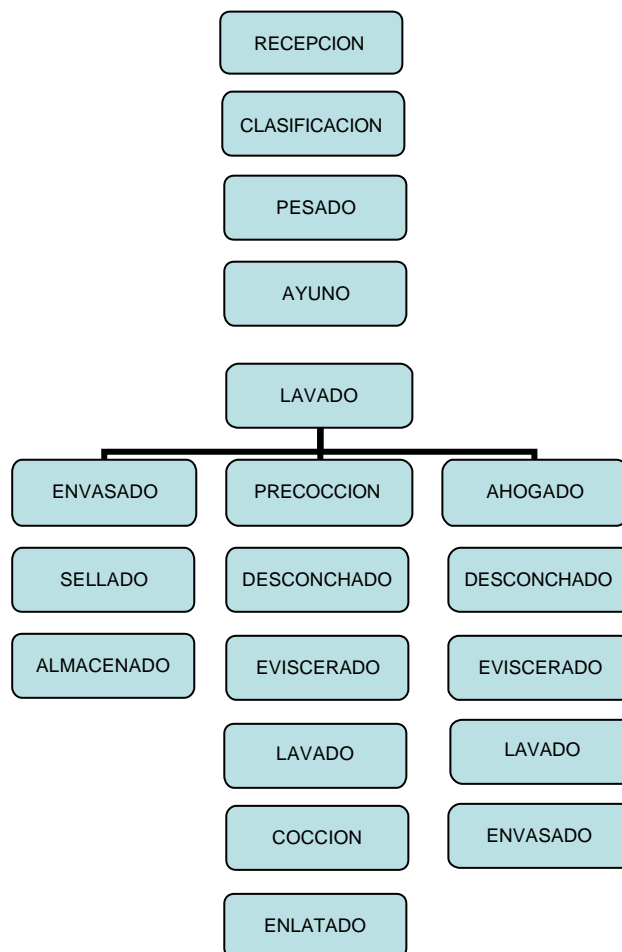 RECEPCION
CLASIFICACION
PESADO
AYUNO
LAVADO
ENVASADO
PRECOCCION
AHOGADO
SELLADO
DESCONCHADO
DESCONCHADO
ALMACENADO
EVISCERADO
EVISCERADO
LAVADO
LAVADO
COCCION
ENVASADO
ENLATADO